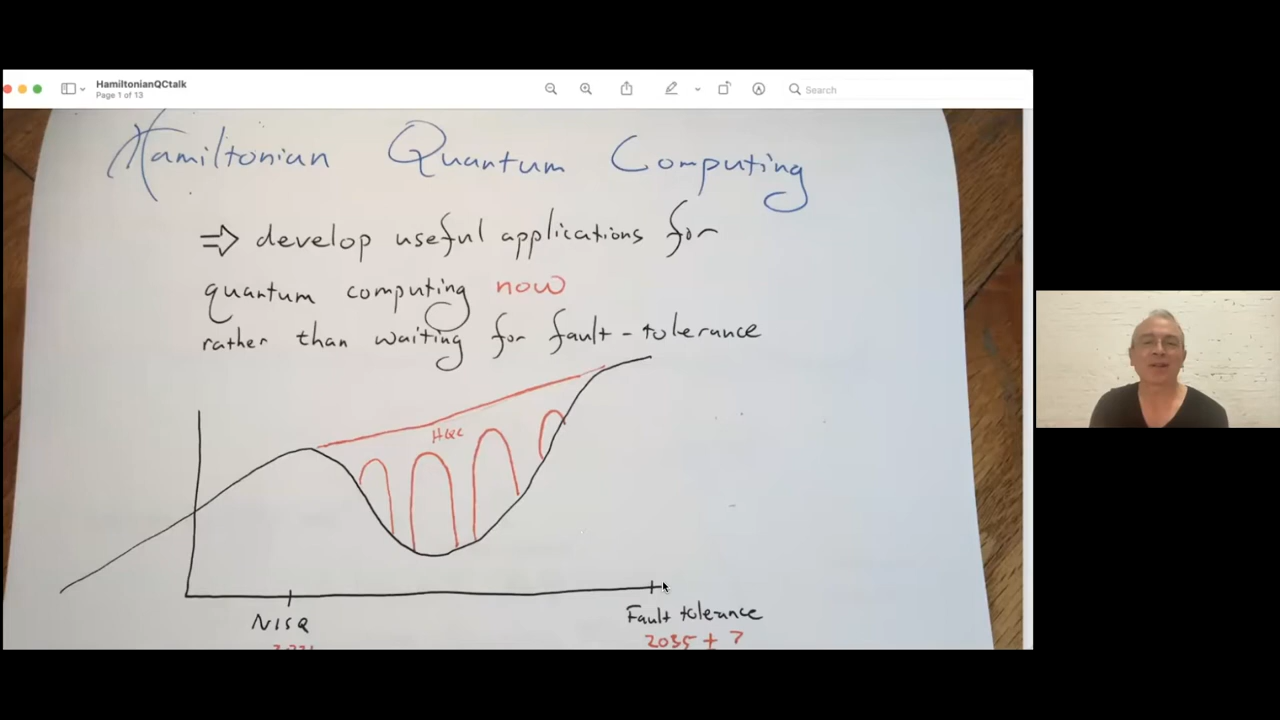 HamiltonianQCtalk
Page 1 of 13
Search
Hamiltonian Quantum Computing
⇒ develop useful applications for
quantum computing now
rather than waiting for fault-tolerance
HQC
NISQ
Fault tolerance
2035 + ?